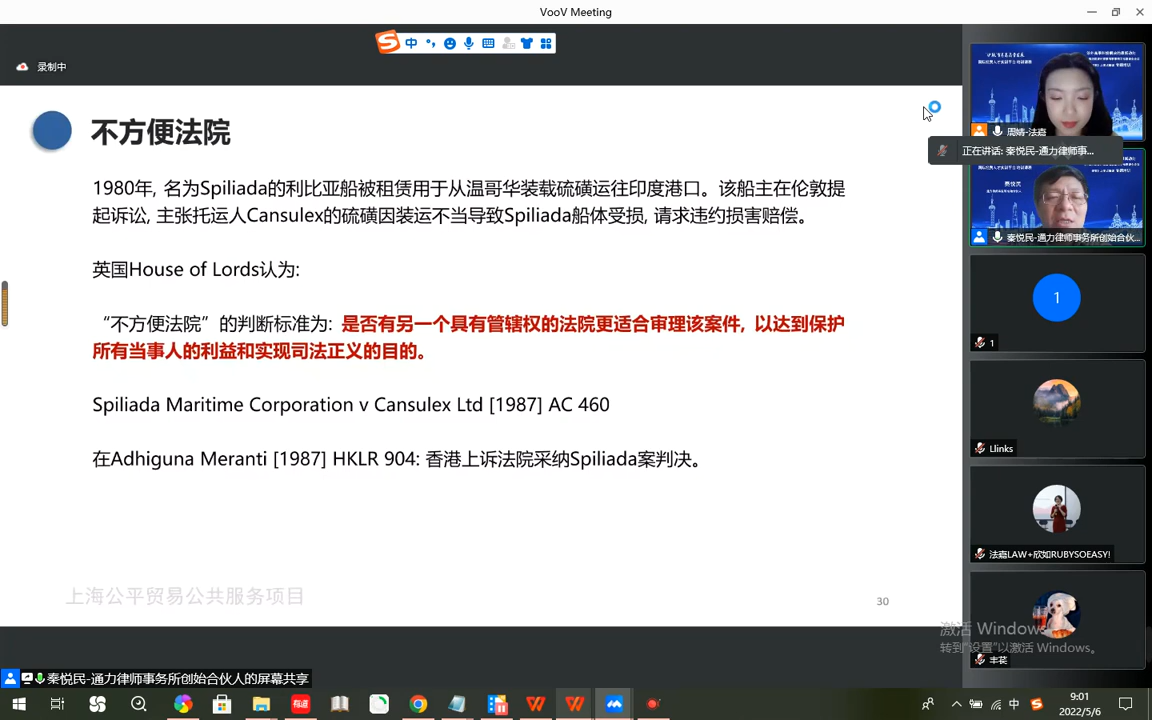 VooV Meeting
中
录制中
不方便法院
1980年, 名为Spiliada的利比亚船被租赁用于从温哥华装载硫磺运往印度港口。该船主在伦敦提
起诉讼, 主张托运人Cansulex的硫磺因装运不当导致Spiliada船体受损, 请求违约损害赔偿。
英国House of Lords认为:
“不方便法院”的判断标准为: 是否有另一个具有管辖权的法院更适合审理该案件, 以达到保护
所有当事人的利益和实现司法正义的目的。
Spiliada Maritime Corporation v Cansulex Ltd [1987] AC 460
在Adhiguna Meranti [1987] HKLR 904: 香港上诉法院采纳Spiliada案判决。
上海公平贸易公共服务项目
30
周婧-法嘉
正在讲话: 秦悦民-通力律师事...
秦悦民-通力律师事务所创始合伙...
1
1
Llinks
法嘉LAW+欣如RUBYSOEASY!
激活 Windows
转到"设置"以激活 Windows。
秦悦民-通力律师事务所创始合伙人的屏幕共享
有道
中
9:01
2022/5/6